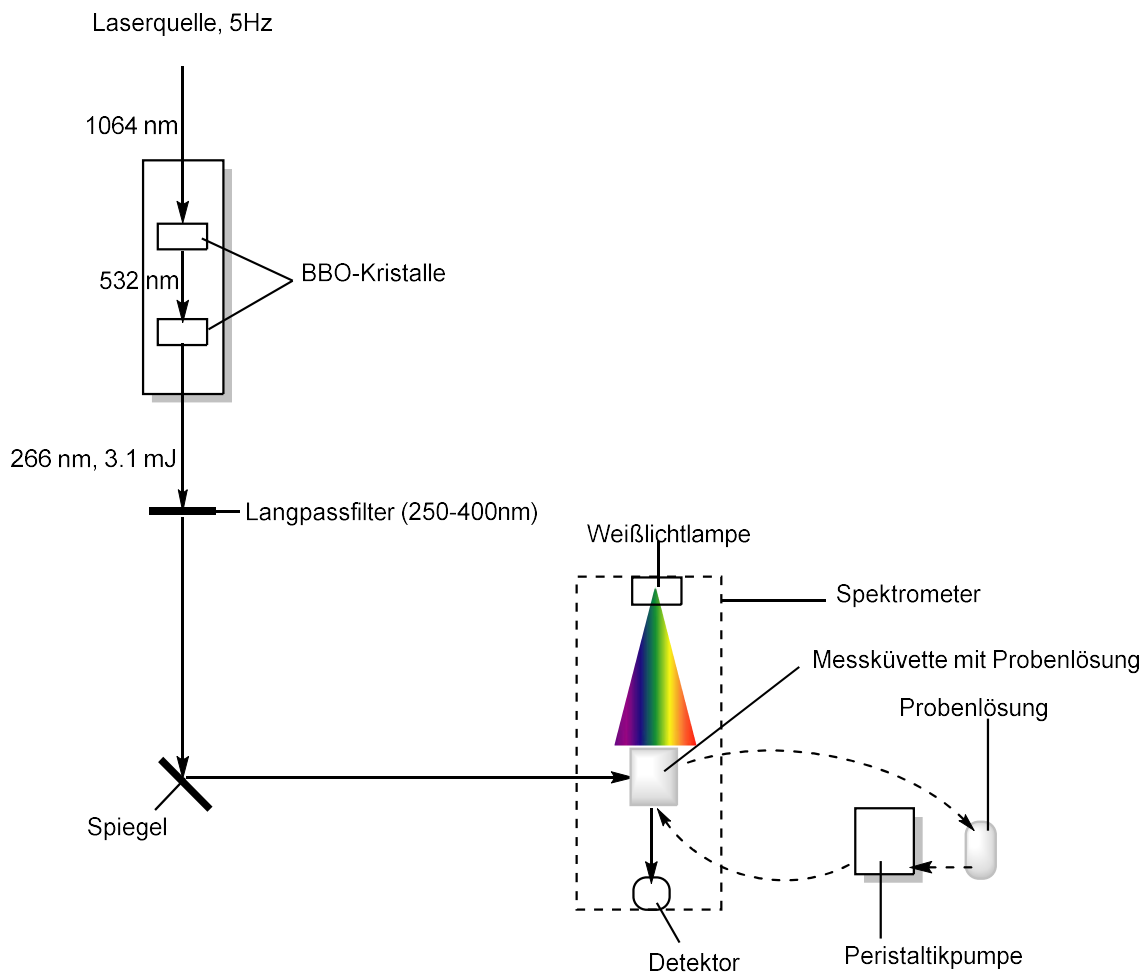 Laserquelle, 5Hz
1064 nm
BBO-Kristalle
532 nm
266 nm, 3.1 mJ
Langpassfilter (250-400nm)
Weißlichtlampe
Spektrometer
Messküvette mit Probenlösung
Probenlösung
Spiegel
Peristaltikpumpe
Detektor